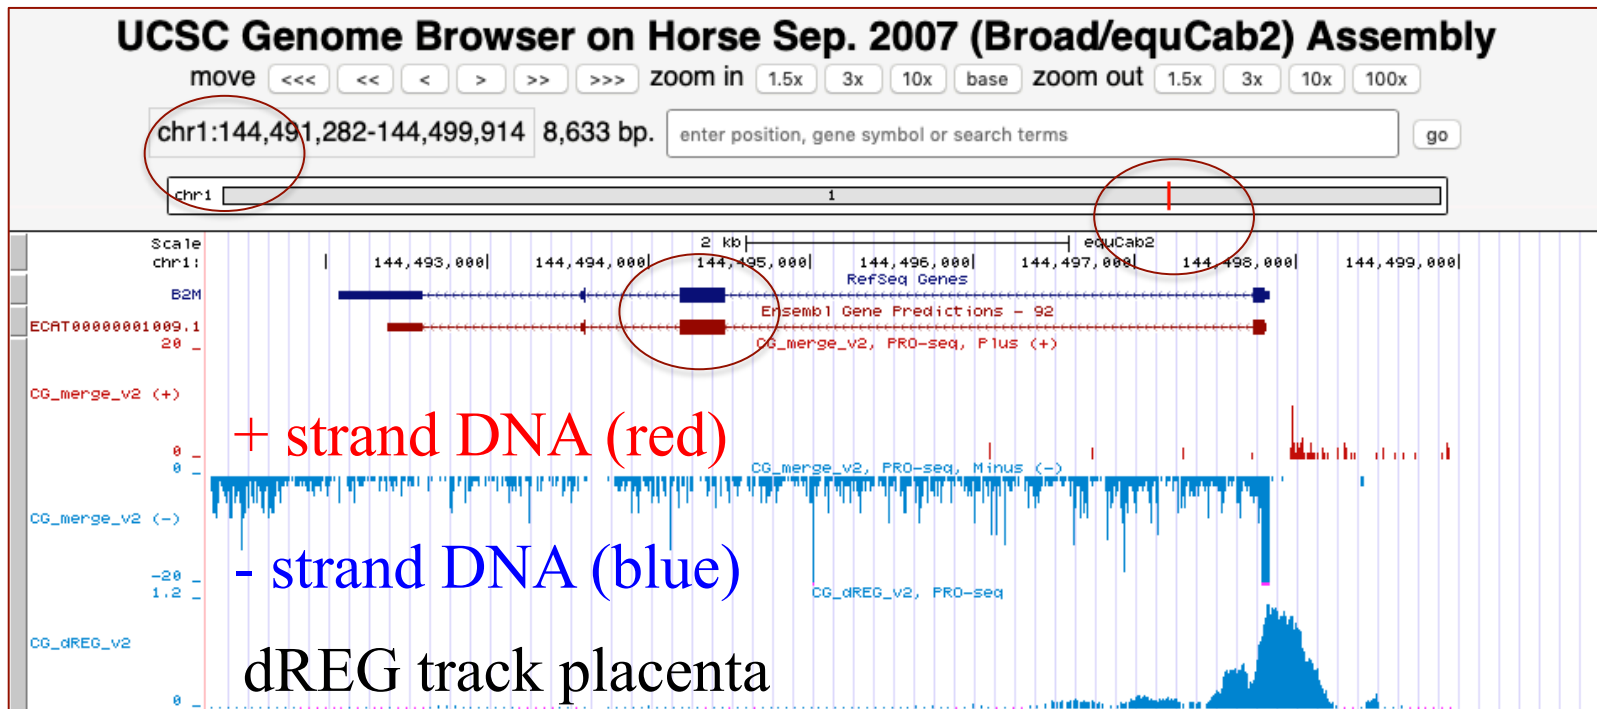 UCSC Genome Browser on Horse Sep. 2007 (Broad/equCab2) Assembly
move <<< << < > >> >>> zoom in 1.5x 3x 10x base zoom out 1.5x 3x 10x 100x
chr1:144,491,282-144,499,914 8,633 bp. enter position, gene symbol or search terms go
chr1 1
Scale 2 kb equCab2
chr1: 144,493,000 144,494,000 144,495,000 144,496,000 144,497,000 144,498,000 144,499,000
RefSeq Genes
B2M
Ensembl Gene Predictions - 92
ECAT00000001009.1
20 _ CG_merge_v2, PRO-seq, Plus (+)
CG_merge_v2 (+)
+ strand DNA (red)
0 _
0 _ CG_merge_v2, PRO-seq, Minus (-)
CG_merge_v2 (-)
- strand DNA (blue)
-20 _
1.2 _ CG_dREG_v2, PRO-seq
CG_dREG_v2
dREG track placenta
0 _